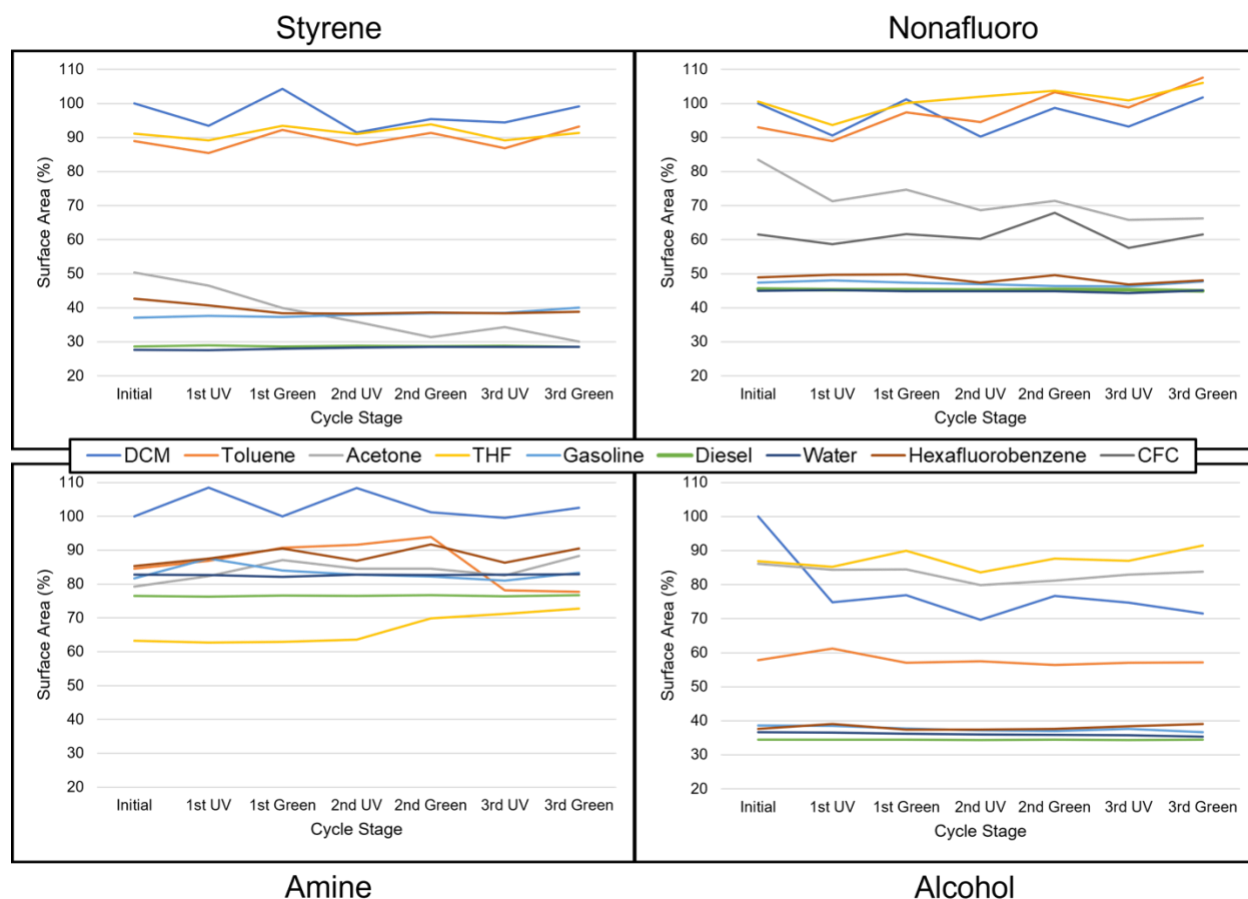 Styrene
Nonafluoro
110
100
90
80
70
60
50
40
30
20
Surface Area (%)
Initial 1st UV 1st Green 2nd UV 2nd Green 3rd UV 3rd Green
Cycle Stage
110
100
90
80
70
60
50
40
30
20
Surface Area (%)
Initial 1st UV 1st Green 2nd UV 2nd Green 3rd UV 3rd Green
Cycle Stage
DCM Toluene Acetone THF Gasoline Diesel Water Hexafluorobenzene CFC
100
90
80
70
60
50
40
30
20
Surface Area (%)
Initial 1st UV 1st Green 2nd UV 2nd Green 3rd UV 3rd Green
Cycle Stage
100
90
80
70
60
50
40
30
20
Surface Area (%)
Initial 1st UV 1st Green 2nd UV 2nd Green 3rd UV 3rd Green
Cycle Stage
Amine
Alcohol